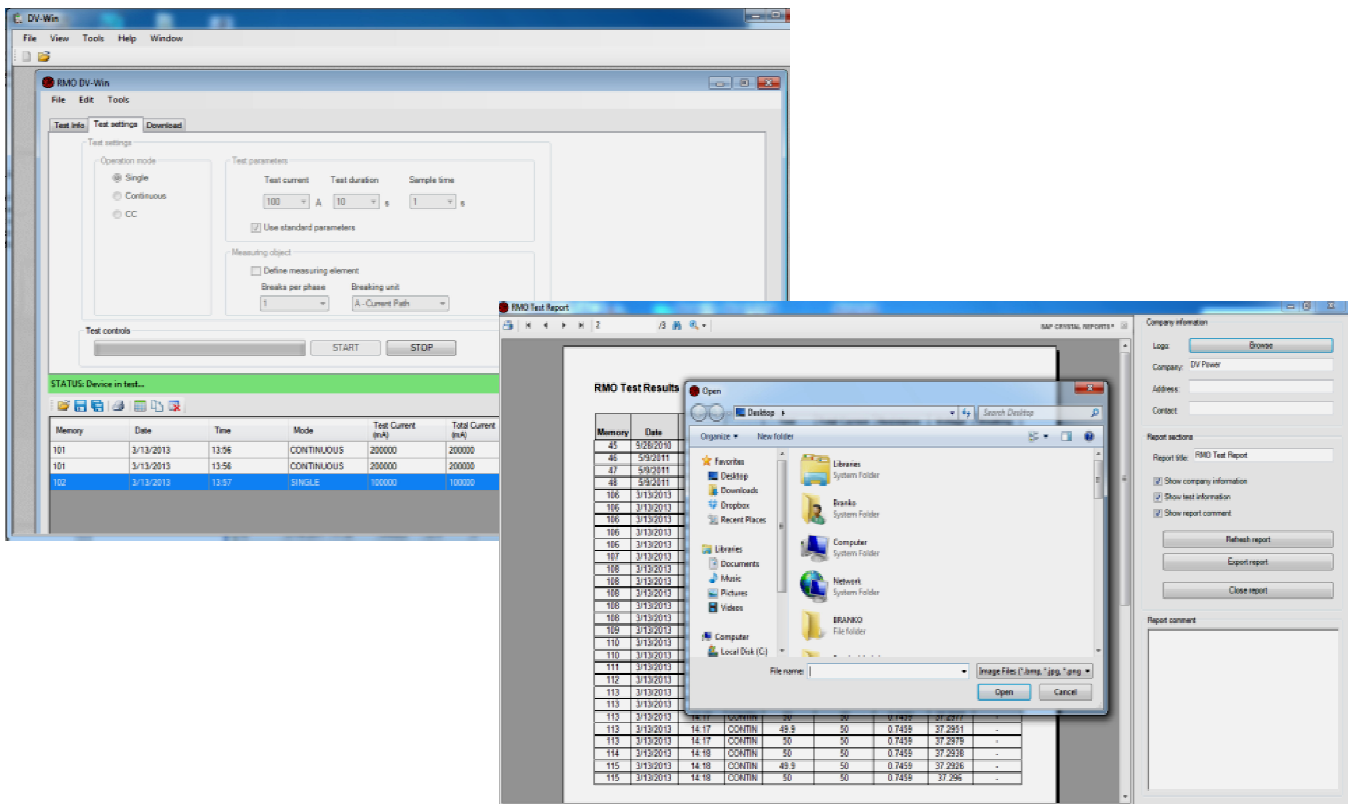 DV-Win
File View Tools Help Window
RMO DV-Win
File Edit Tools
Test Info Test settings Download
Test settings
Operation mode
Single
Continuous
CC
Test parameters
Test current Test duration Sample time
100 A 10 s 1 s
Use standard parameters
Measuring object
Define measuring element
Breaks per phase Breaking unit
1 A - Current Path
Test controls
START STOP
STATUS: Device in test...
Memory Date Time Mode Test Current (mA) Total Current (mA)
101 3/13/2013 13:56 CONTINUOUS 200000 200000
101 3/13/2013 13:56 CONTINUOUS 200000 200000
102 3/13/2013 13:57 SINGLE 100000 100000
RMO Test Report
2 /3
SAP CRYSTAL REPORTS
RMO Test Results
Memory Date
45 9/28/2010
46 5/9/2011
47 5/9/2011
48 5/9/2011
106 3/13/2013
106 3/13/2013
106 3/13/2013
106 3/13/2013
106 3/13/2013
107 3/13/2013
108 3/13/2013
108 3/13/2013
108 3/13/2013
108 3/13/2013
108 3/13/2013
109 3/13/2013
110 3/13/2013
110 3/13/2013
111 3/13/2013
112 3/13/2013
113 3/13/2013
113 3/13/2013
113 3/13/2013 14:17 CONTIN 50 50 0.7459 37.2977 -
113 3/13/2013 14:17 CONTIN 49.9 50 0.7459 37.2951 -
113 3/13/2013 14:17 CONTIN 50 50 0.7459 37.2979 -
114 3/13/2013 14:18 CONTIN 50 50 0.7459 37.2938 -
115 3/13/2013 14:18 CONTIN 49.9 50 0.7459 37.2926 -
115 3/13/2013 14:18 CONTIN 50 50 0.7459 37.296 -
Open
Desktop
Search Desktop
Organize New folder
Favorites
Desktop
Downloads
Dropbox
Recent Places
Libraries
Documents
Music
Pictures
Videos
Computer
Local Disk (C:)
Libraries
System Folder
Branko
System Folder
Computer
System Folder
Network
System Folder
BRANKO
File folder
File name:
Image Files (*.bmp, *.jpg, *.png
Open Cancel
Company information
Logo: Browse
Company: DV Power
Address:
Contact
Report sections
Report title: RMO Test Report
Show company information
Show test information
Show report comment
Refresh report
Export report
Close report
Report comment